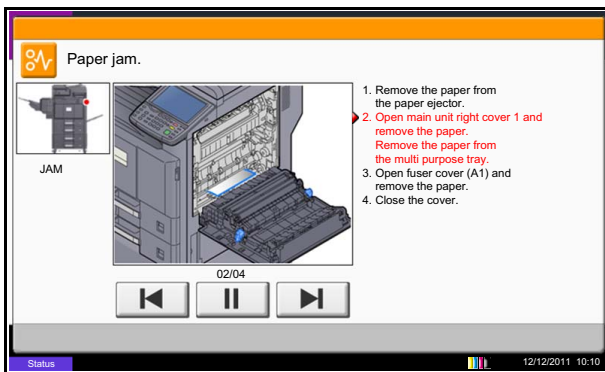 Paper jam.
JAM
1. Remove the paper from
the paper ejector.
2. Open main unit right cover 1 and
remove the paper.
Remove the paper from
the multi purpose tray.
3. Open fuser cover (A1) and
remove the paper.
4. Close the cover.
02/04
Status
12/12/2011 10:10